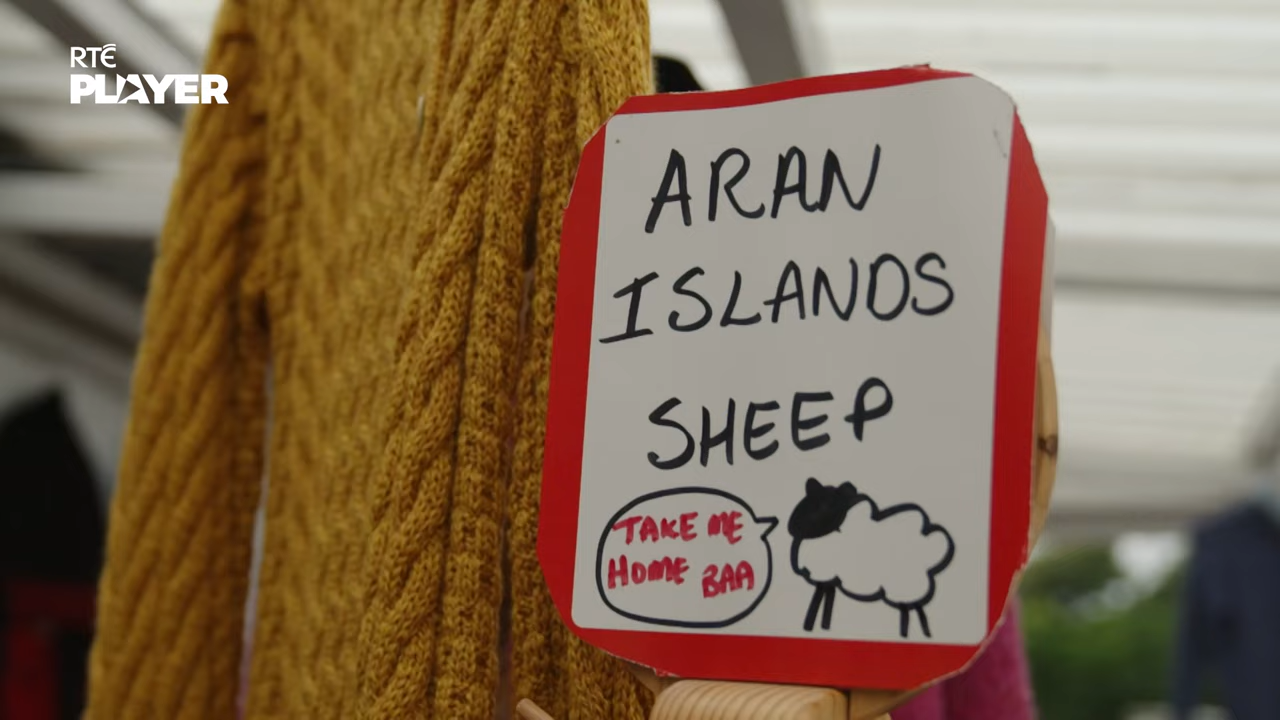 RTÉ
PLAYER
ARAN
ISLANDS
SHEEP
TAKE ME
HOME BAA